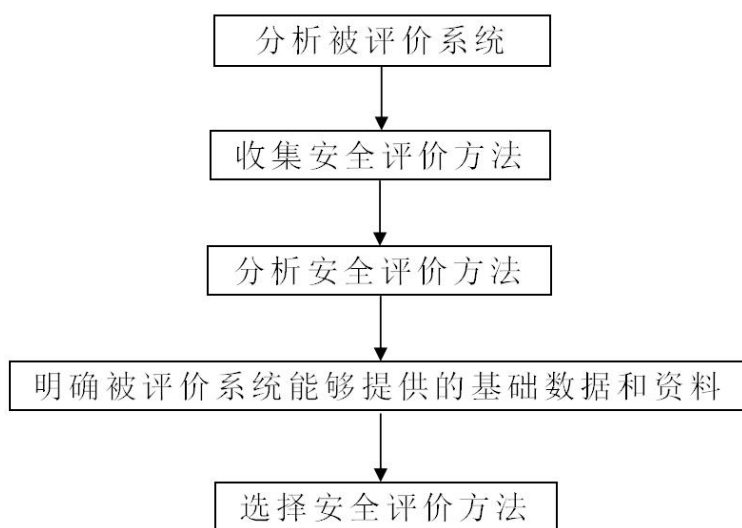 分析被评价系统
收集安全评价方法
分析安全评价方法
明确被评价系统能够提供的基础数据和资料
选择安全评价方法